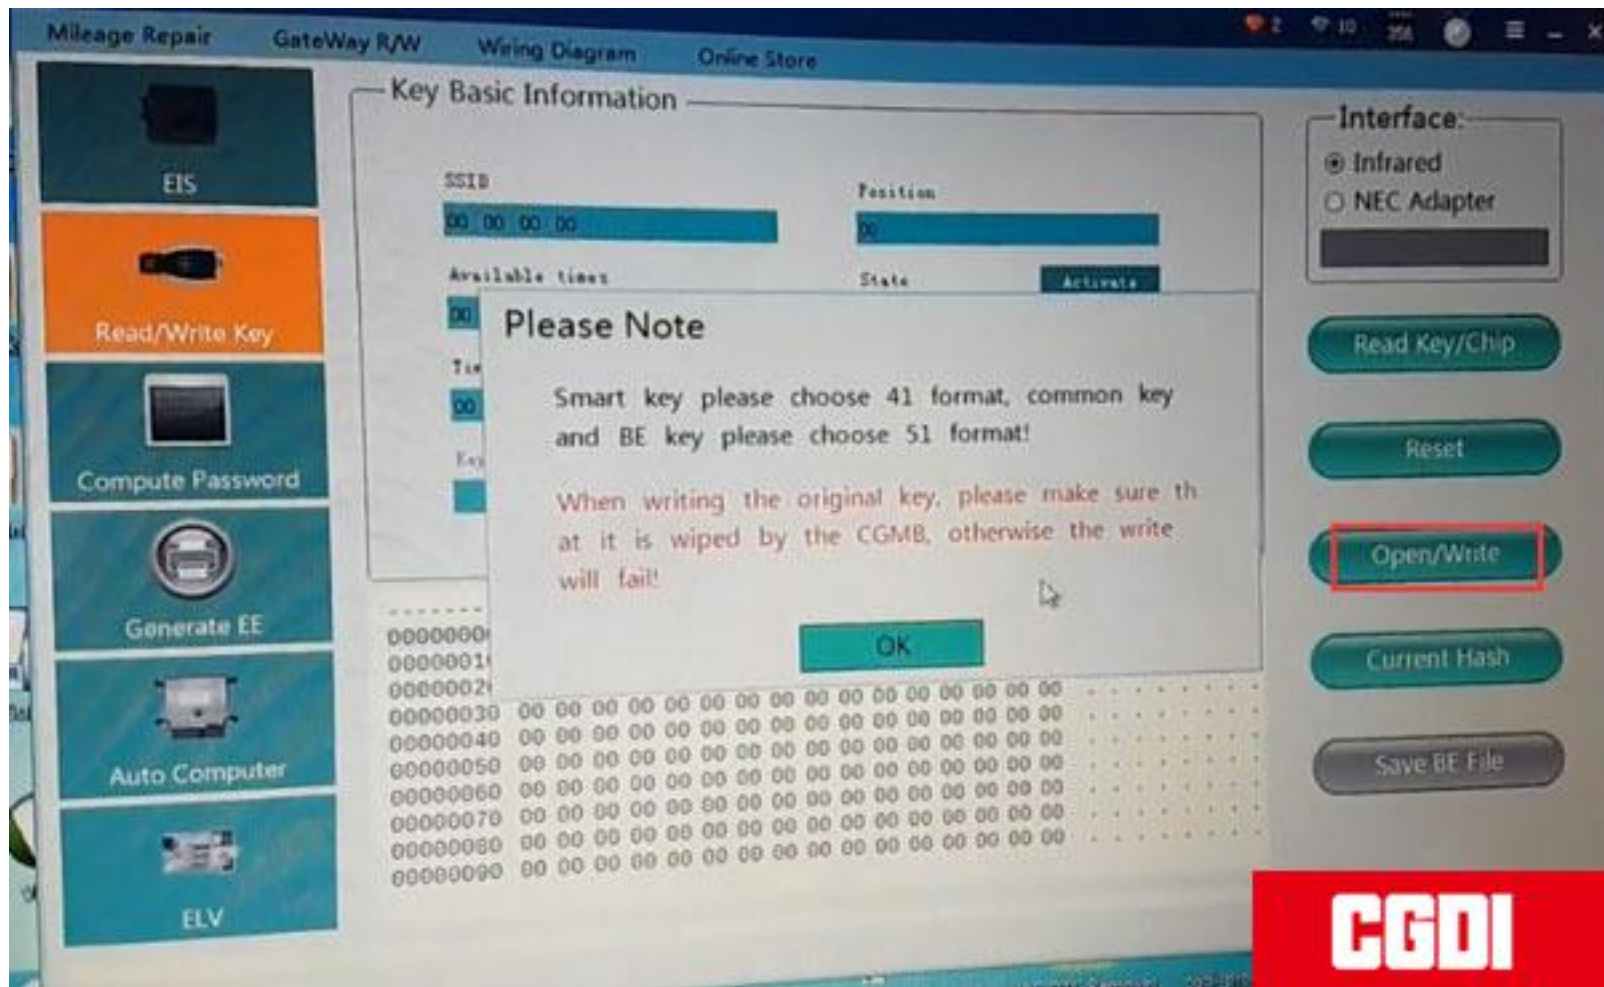 Mileage Repair GateWay R/W Wiring Diagram Online Store
2 10 356
EIS
Read/Write Key
Compute Password
Generate EE
Auto Computer
ELV
Key Basic Information
SSID Position
00 00 00 00 00
Available times State Activate
00
00
Please Note
Smart key please choose 41 format, common key
and BE key please choose 51 format!
When writing the original key, please make sure th
at it is wiped by the CGMB, otherwise the write
will fail!
OK
00000030 00 00 00 00 00 00 00 00 00 00 00 00 00 00 00 00
00000040 00 00 00 00 00 00 00 00 00 00 00 00 00 00 00 00
00000050 00 00 00 00 00 00 00 00 00 00 00 00 00 00 00 00
00000060 00 00 00 00 00 00 00 00 00 00 00 00 00 00 00 00
00000070 00 00 00 00 00 00 00 00 00 00 00 00 00 00 00 00
00000080 00 00 00 00 00 00 00 00 00 00 00 00 00 00 00 00
00000090 00 00 00 00 00 00 00 00 00 00 00 00 00 00 00 00
Interface:
Infrared
NEC Adapter
Read Key/Chip
Reset
Open/Write
Current Hash
Save BE File
CGDI